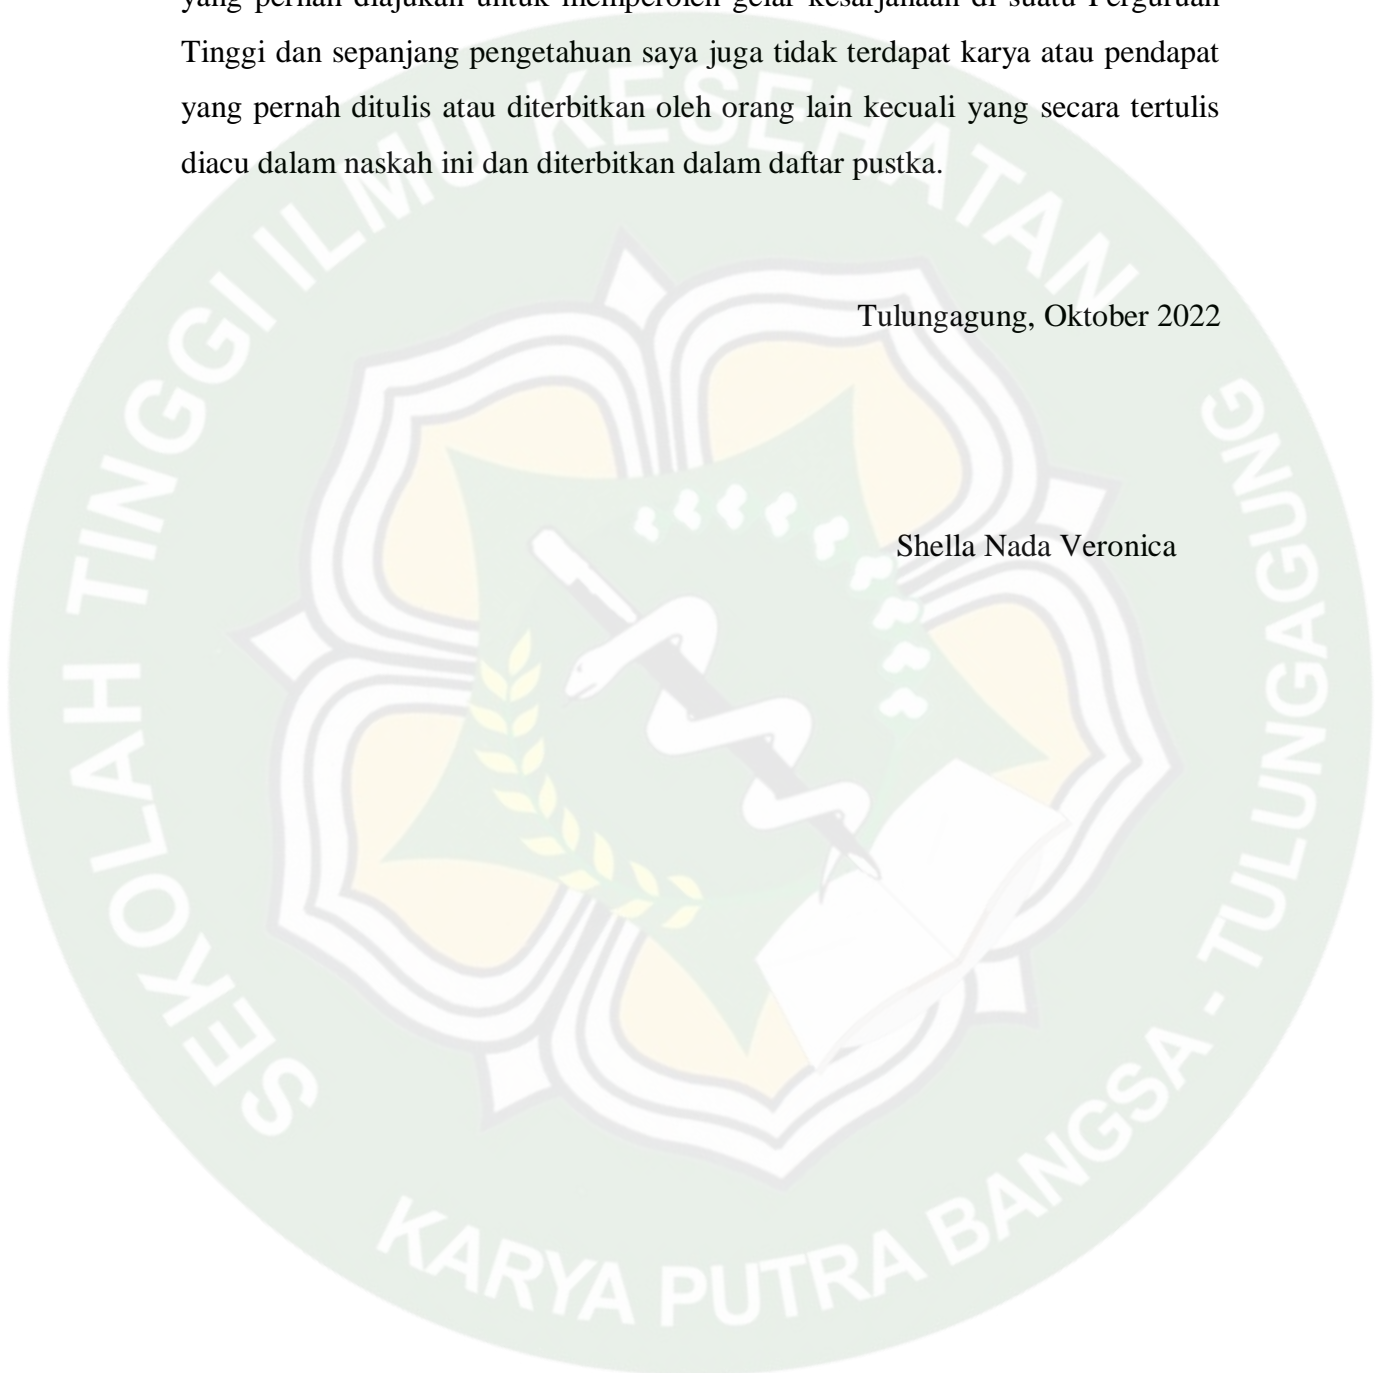 yang pernah diajukan untuk memperoleh gelar kesarjanaan di suatu Perguruan
Tinggi dan sepanjang pengetahuan saya juga tidak terdapat karya atau pendapat
yang pernah ditulis atau diterbitkan oleh orang lain kecuali yang secara tertulis
diacu dalam naskah ini dan diterbitkan dalam daftar pustka.
Tulungagung, Oktober 2022
Shella Nada Veronica
SEKOLAH TINGGI ILMU KESEHATAN
KARYA PUTRA BANGSA - TULUNGAGUNG